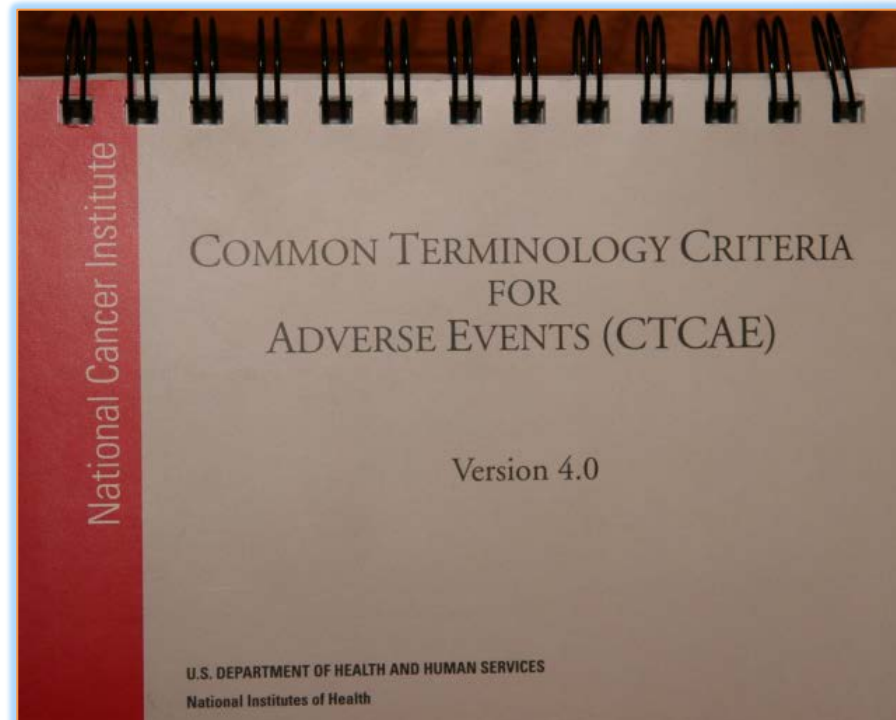 National Cancer Institute
COMMON TERMINOLOGY CRITERIA
FOR
ADVERSE EVENTS (CTCAE)
Version 4.0
U.S. DEPARTMENT OF HEALTH AND HUMAN SERVICES
National Institutes of Health